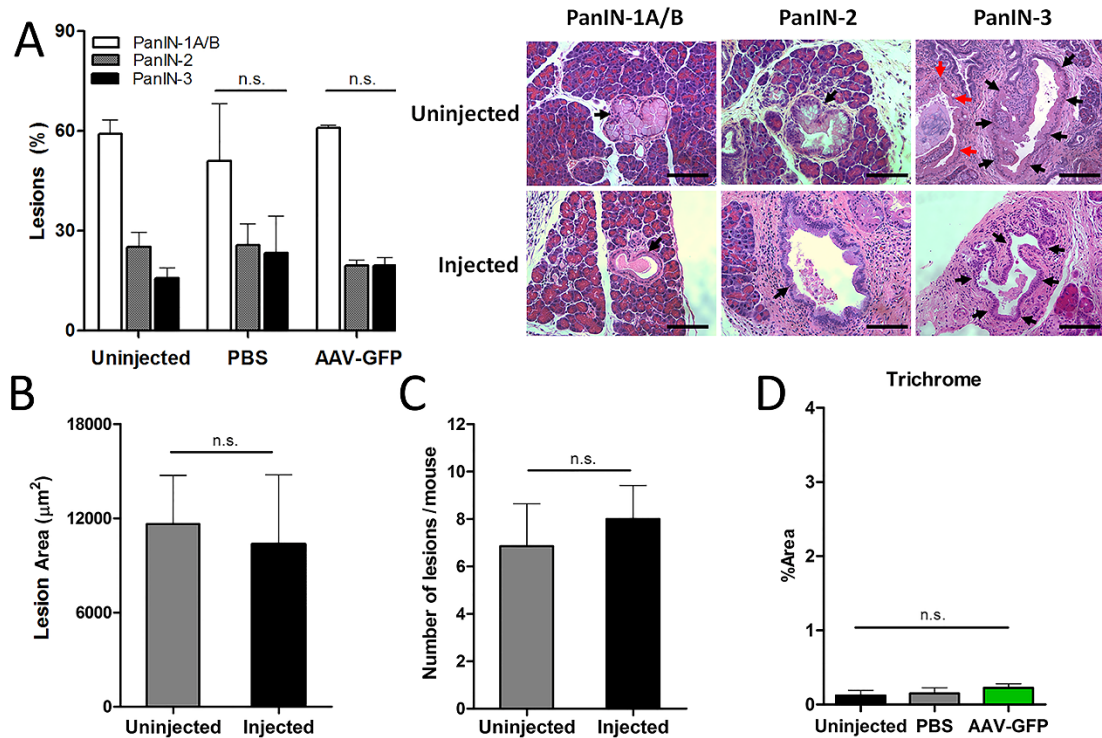 A
90
60
30
0
Lesions (%)
PanIN-1A/B
PanIN-2
PanIN-3
n.s.
n.s.
Uninjected PBS AAV-GFP
PanIN-1A/B PanIN-2 PanIN-3
Uninjected
Injected
B
18000
12000
6000
0
Lesion Area (µm²)
n.s.
Uninjected Injected
C
12
10
8
6
4
2
0
Number of lesions / mouse
n.s.
Uninjected Injected
D
Trichrome
4
3
2
1
0
%Area
n.s.
Uninjected PBS AAV-GFP